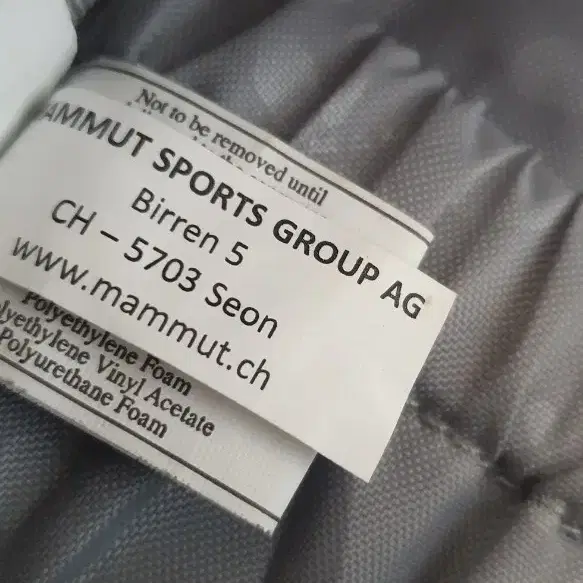 Not to be removed until
AMMUT SPORTS GROUP AG
Birren 5
CH – 5703 Seon
www.mammut.ch
Polyethylene Foam
lyethylene Vinyl Acetate
Polyurethane Foam